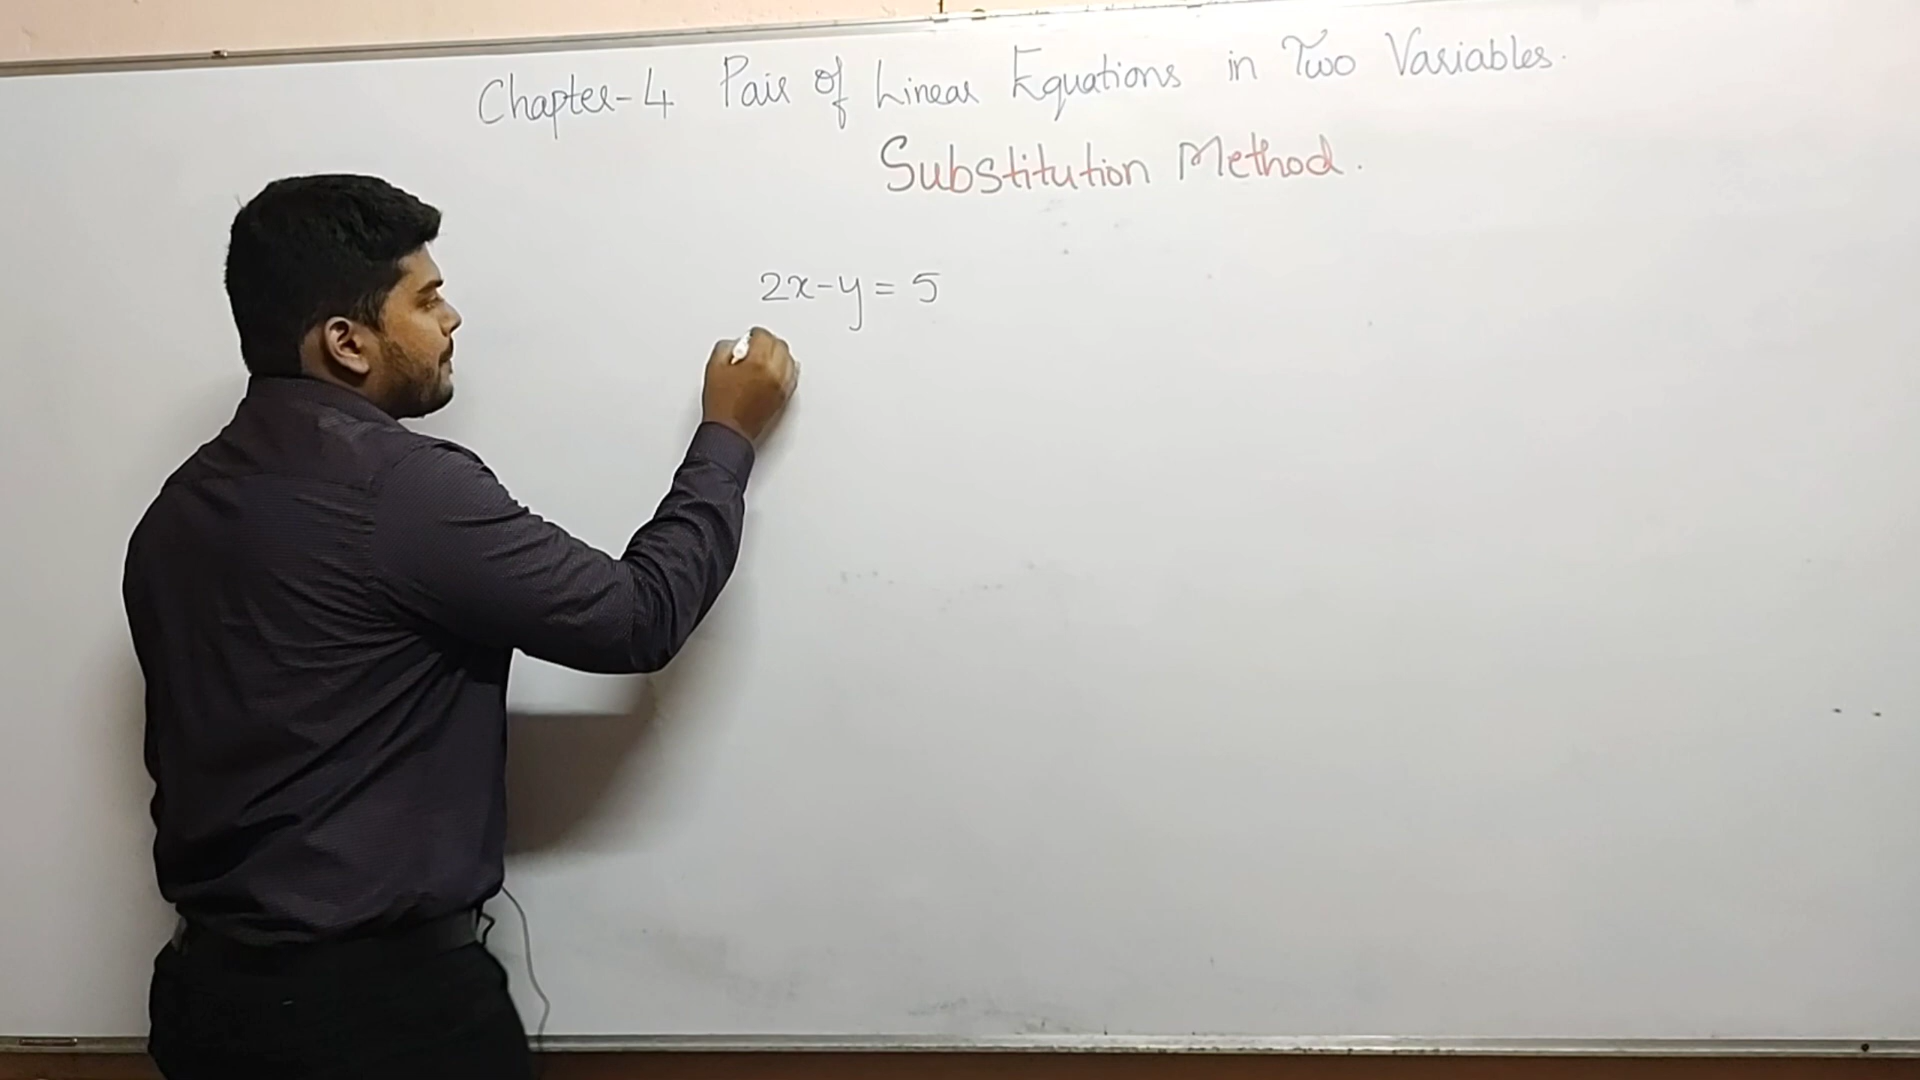 Chapter-4 Pair of Linear Equations in Two Variables.
Substitution Method.
2x-y = 5